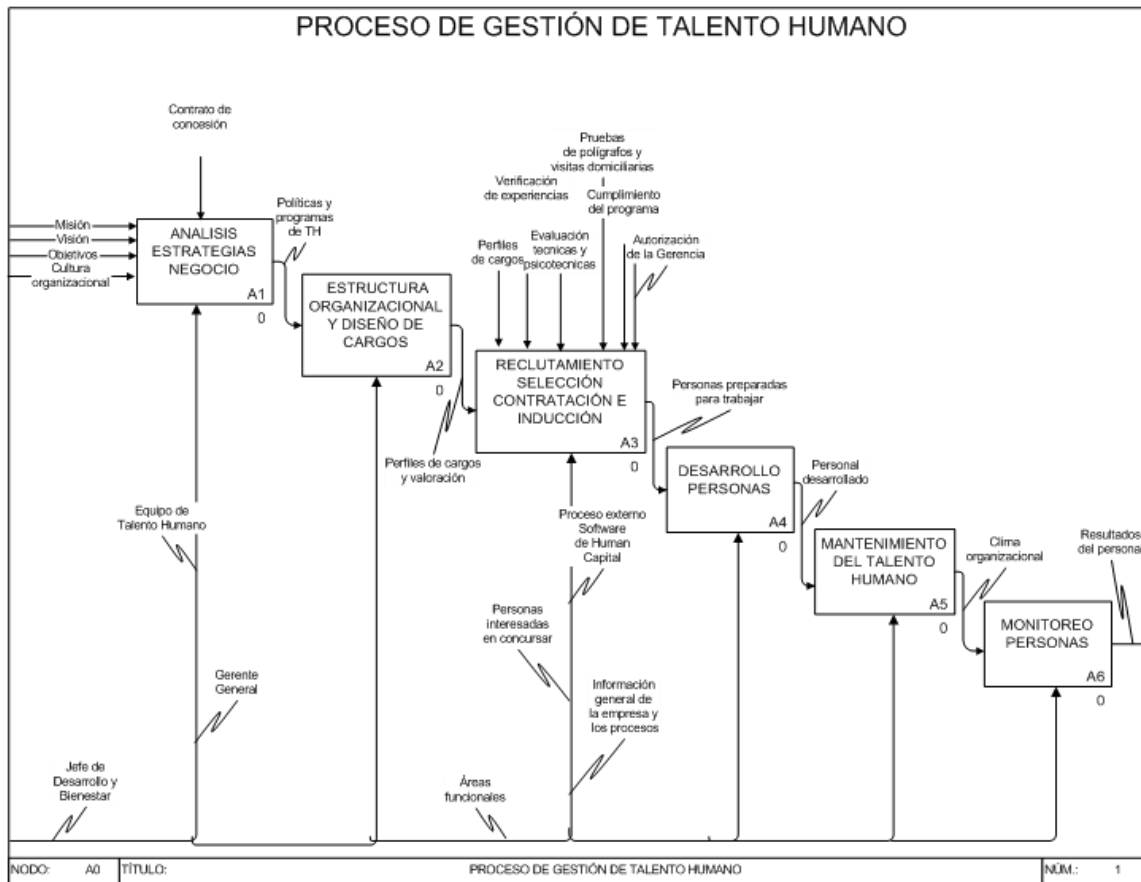 PROCESO DE GESTIÓN DE TALENTO HUMANO
Contrato de
concesión
Misión
Visión
Objetivos
Cultura
organizacional
ANALISIS
ESTRATEGIAS
NEGOCIO
A1
0
Políticas y
programas
de TH
ESTRUCTURA
ORGANIZACIONAL
Y DISEÑO DE
CARGOS
A2
0
Perfiles de cargos
y valoración
Perfiles
de cargos
Verificación
de experiencias
Evaluación
tecnicas y
psicotecnicas
Pruebas
de polígrafos y
visitas domiciliarias
Cumplimiento
del programa
Autorización
de la Gerencia
RECLUTAMIENTO
SELECCIÓN
CONTRATACIÓN E
INDUCCIÓN
A3
0
Personas preparadas
para trabajar
DESARROLLO
PERSONAS
A4
0
Personal
desarrollado
MANTENIMIENTO
DEL TALENTO
HUMANO
A5
0
Clima
organizacional
MONITOREO
PERSONAS
A6
0
Resultados
del personal
Equipo de
Talento Humano
Gerente
General
Jefe de
Desarrollo y
Bienestar
Proceso externo
Software
de Human
Capital
Personas
interesadas
en concursar
Información
general de
la empresa y
los procesos
Áreas
funcionales
NODO: A0 TÍTULO: PROCESO DE GESTIÓN DE TALENTO HUMANO NÚM.: 1